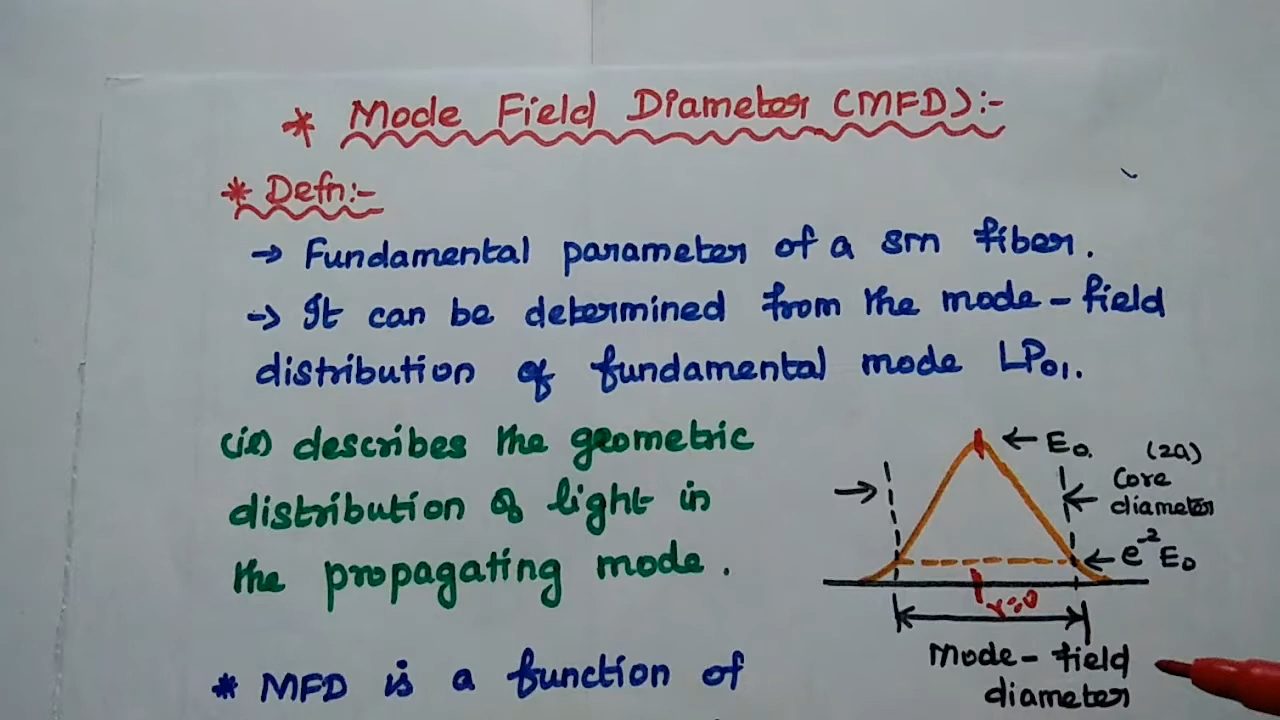 * Mode Field Diameter (MFD):-
* Defn:-
→ Fundamental parameter of a sm fiber.
→ It can be determined from the mode-field
distribution of fundamental mode LP₀₁.
(ie) describes the geometric
distribution of light in
the propagating mode.
* MFD is a function of
← E₀
(2a)
Core
diameter
← e⁻²E₀
r=0
Mode-field
diameter